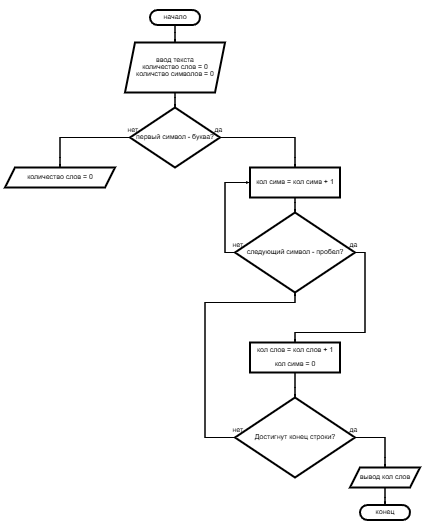 начало
ввод текста
количество слов = 0
количство символов = 0
нет
первый символ - буква?
да
количество слов = 0
кол симв = кол симв + 1
нет
следующий символ - пробел?
да
кол слов = кол слов + 1
кол симв = 0
нет
Достигнут конец строки?
да
вывод кол слов
конец